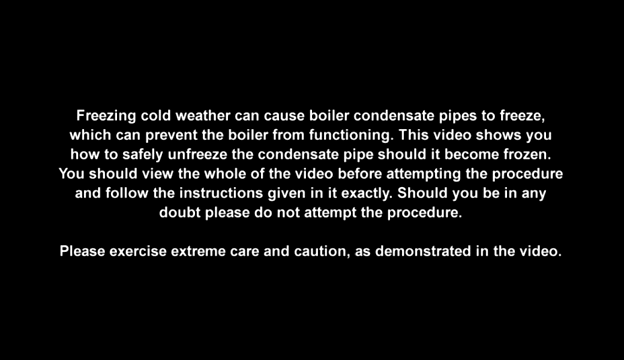 Freezing cold weather can cause boiler condensate pipes to freeze,
which can prevent the boiler from functioning. This video shows you
how to safely unfreeze the condensate pipe should it become frozen.
You should view the whole of the video before attempting the procedure
and follow the instructions given in it exactly. Should you be in any
doubt please do not attempt the procedure.
Please exercise extreme care and caution, as demonstrated in the video.